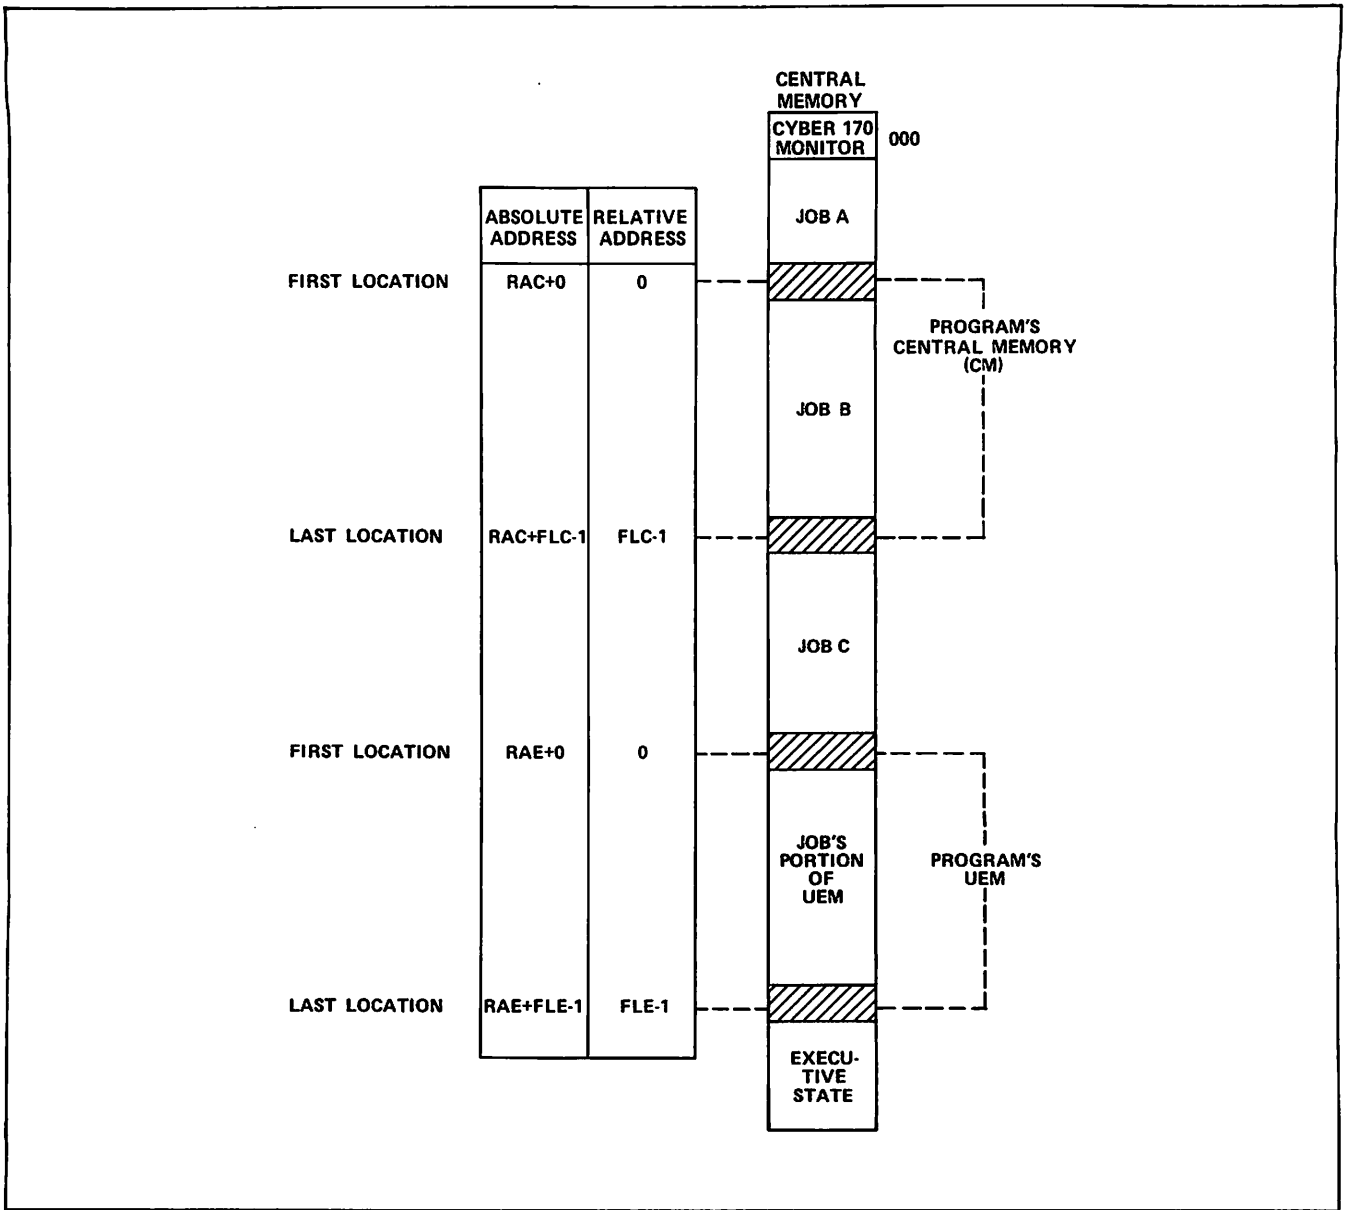 CENTRAL
MEMORY
CYBER 170
MONITOR
000
JOB A
ABSOLUTE
ADDRESS
RELATIVE
ADDRESS
FIRST LOCATION
RAC+0
0
PROGRAM'S
CENTRAL MEMORY
(CM)
JOB B
LAST LOCATION
RAC+FLC-1
FLC-1
JOB C
FIRST LOCATION
RAE+0
0
JOB'S
PORTION
OF
UEM
PROGRAM'S
UEM
LAST LOCATION
RAE+FLE-1
FLE-1
EXECU-
TIVE
STATE